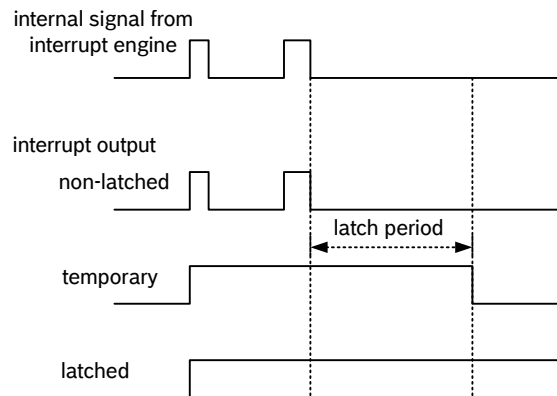 internal signal from
interrupt engine
interrupt output
non-latched
latch period
temporary
latched